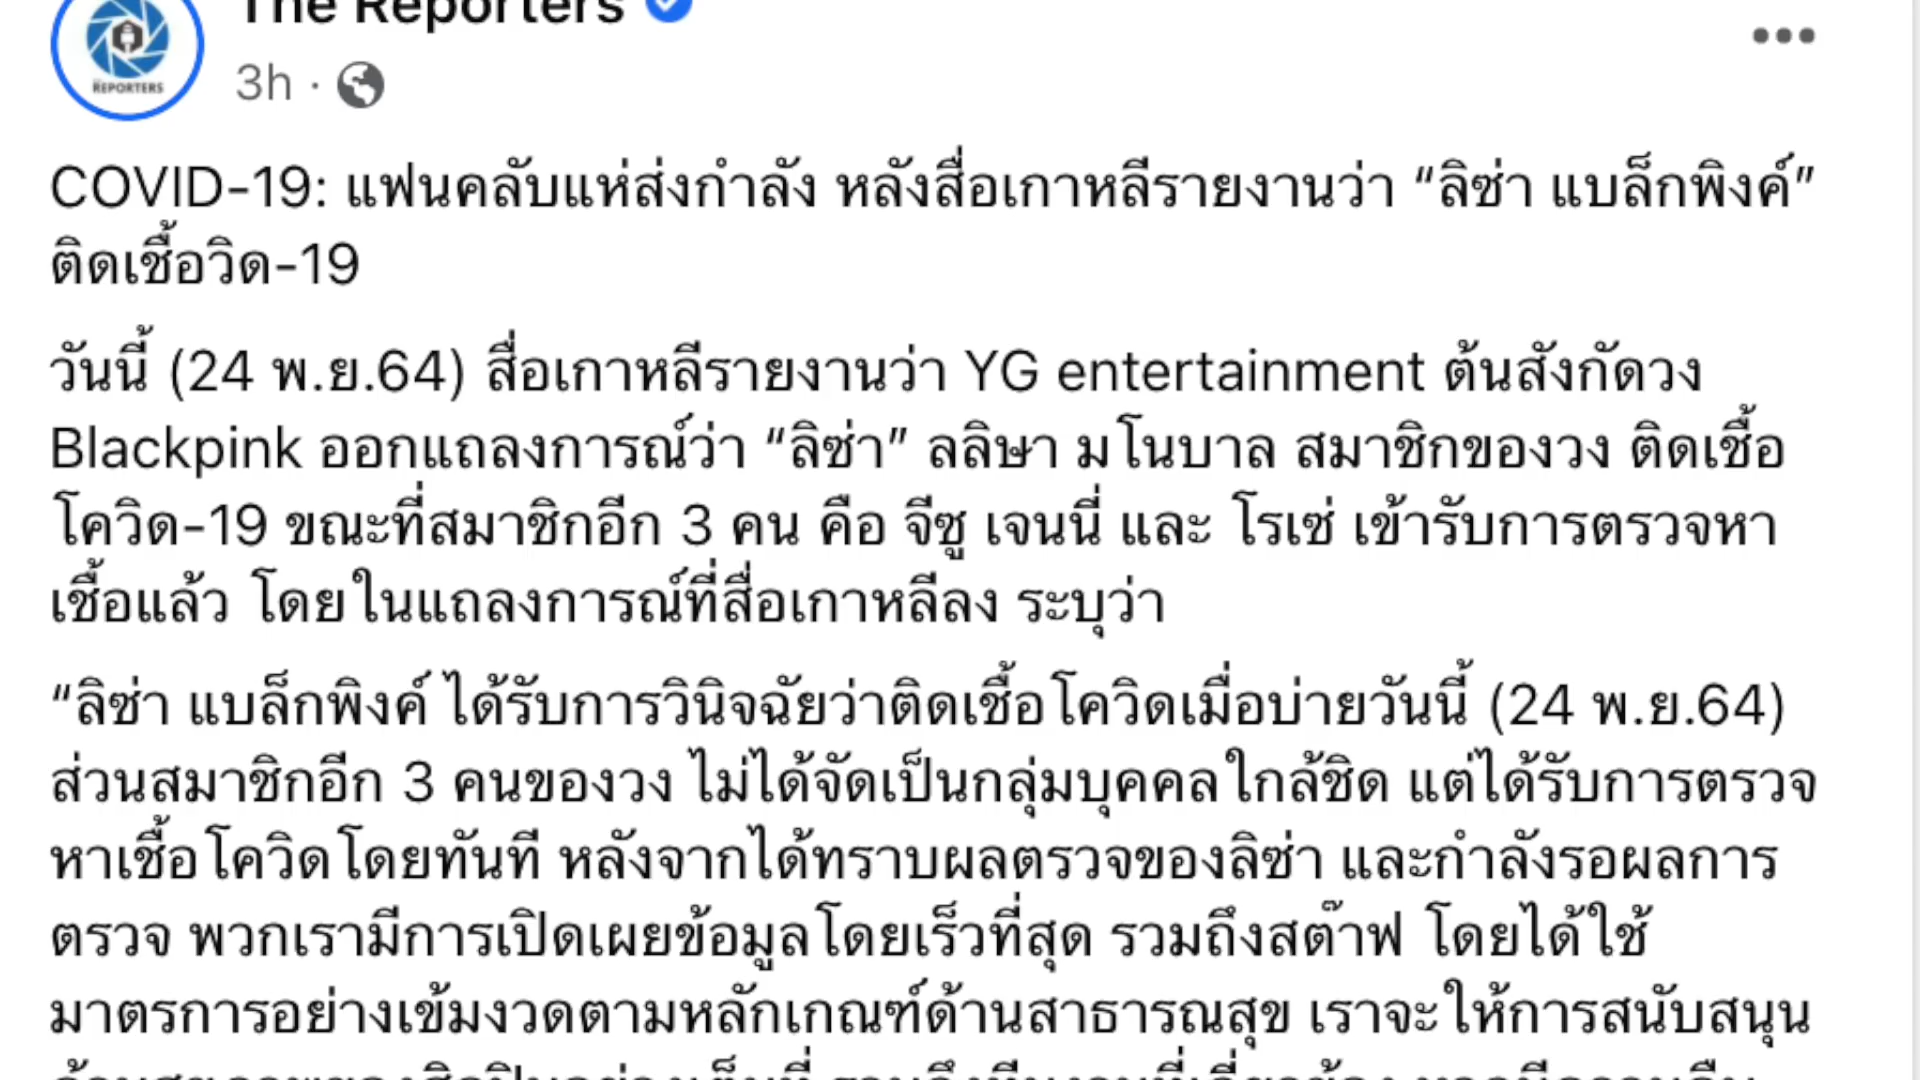 The Reporters
REPORTERS
3h ·
COVID-19: แฟนคลับแห่ส่งกำลัง หลังสื่อเกาหลีรายงานว่า “ลิซ่า แบล็กพิงค์”
ติดเชื้อวิด-19
วันนี้ (24 พ.ย.64) สื่อเกาหลีรายงานว่า YG entertainment ต้นสังกัดวง
Blackpink ออกแถลงการณ์ว่า “ลิซ่า” ลลิษา มโนบาล สมาชิกของวง ติดเชื้อ
โควิด-19 ขณะที่สมาชิกอีก 3 คน คือ จีซู เจนนี่ และ โรเซ่ เข้ารับการตรวจหา
เชื้อแล้ว โดยในแถลงการณ์ที่สื่อเกาหลีลง ระบุว่า
“ลิซ่า แบล็กพิงค์ ได้รับการวินิจฉัยว่าติดเชื้อโควิดเมื่อบ่ายวันนี้ (24 พ.ย.64)
ส่วนสมาชิกอีก 3 คนของวง ไม่ได้จัดเป็นกลุ่มบุคคลใกล้ชิด แต่ได้รับการตรวจ
หาเชื้อโควิดโดยทันที หลังจากได้ทราบผลตรวจของลิซ่า และกำลังรอผลการ
ตรวจ พวกเรามีการเปิดเผยข้อมูลโดยเร็วที่สุด รวมถึงสต๊าฟ โดยได้ใช้
มาตรการอย่างเข้มงวดตามหลักเกณฑ์ด้านสาธารณสุข เราจะให้การสนับสนุน